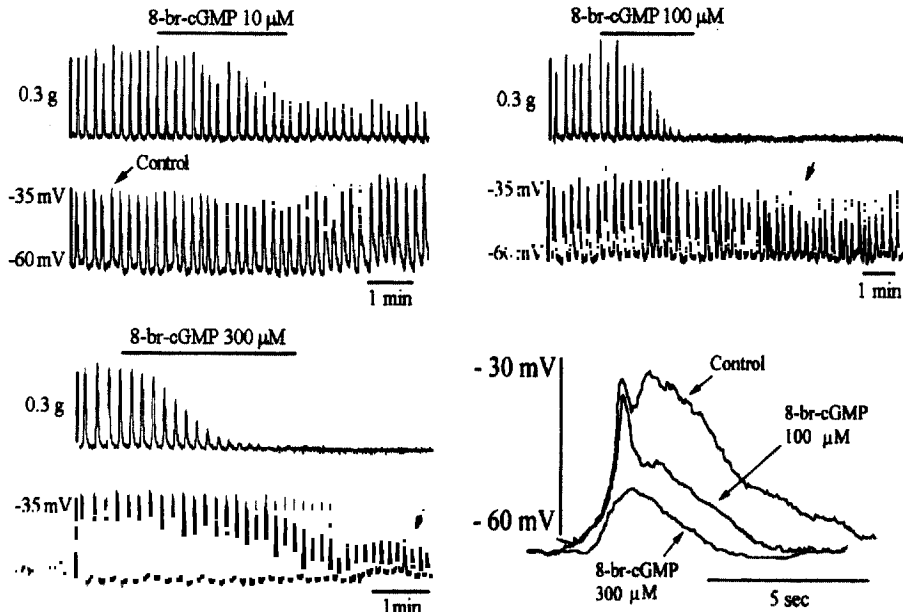 8-br-cGMP 10 µM
0.3 g
Control
-35 mV
-60 mV
1 min
8-br-cGMP 100 µM
0.3 g
-35 mV
mV
1 min
8-br-cGMP 300 µM
0.3 g
-35 mV
1min
- 30 mV
Control
8-br-cGMP
100 µM
- 60 mV
8-br-cGMP
300 µM
5 sec